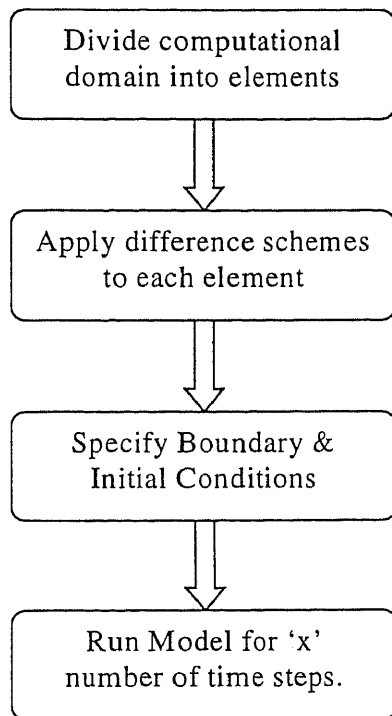 Divide computational
domain into elements
Apply difference schemes
to each element
Specify Boundary &
Initial Conditions
Run Model for ‘x’
number of time steps.